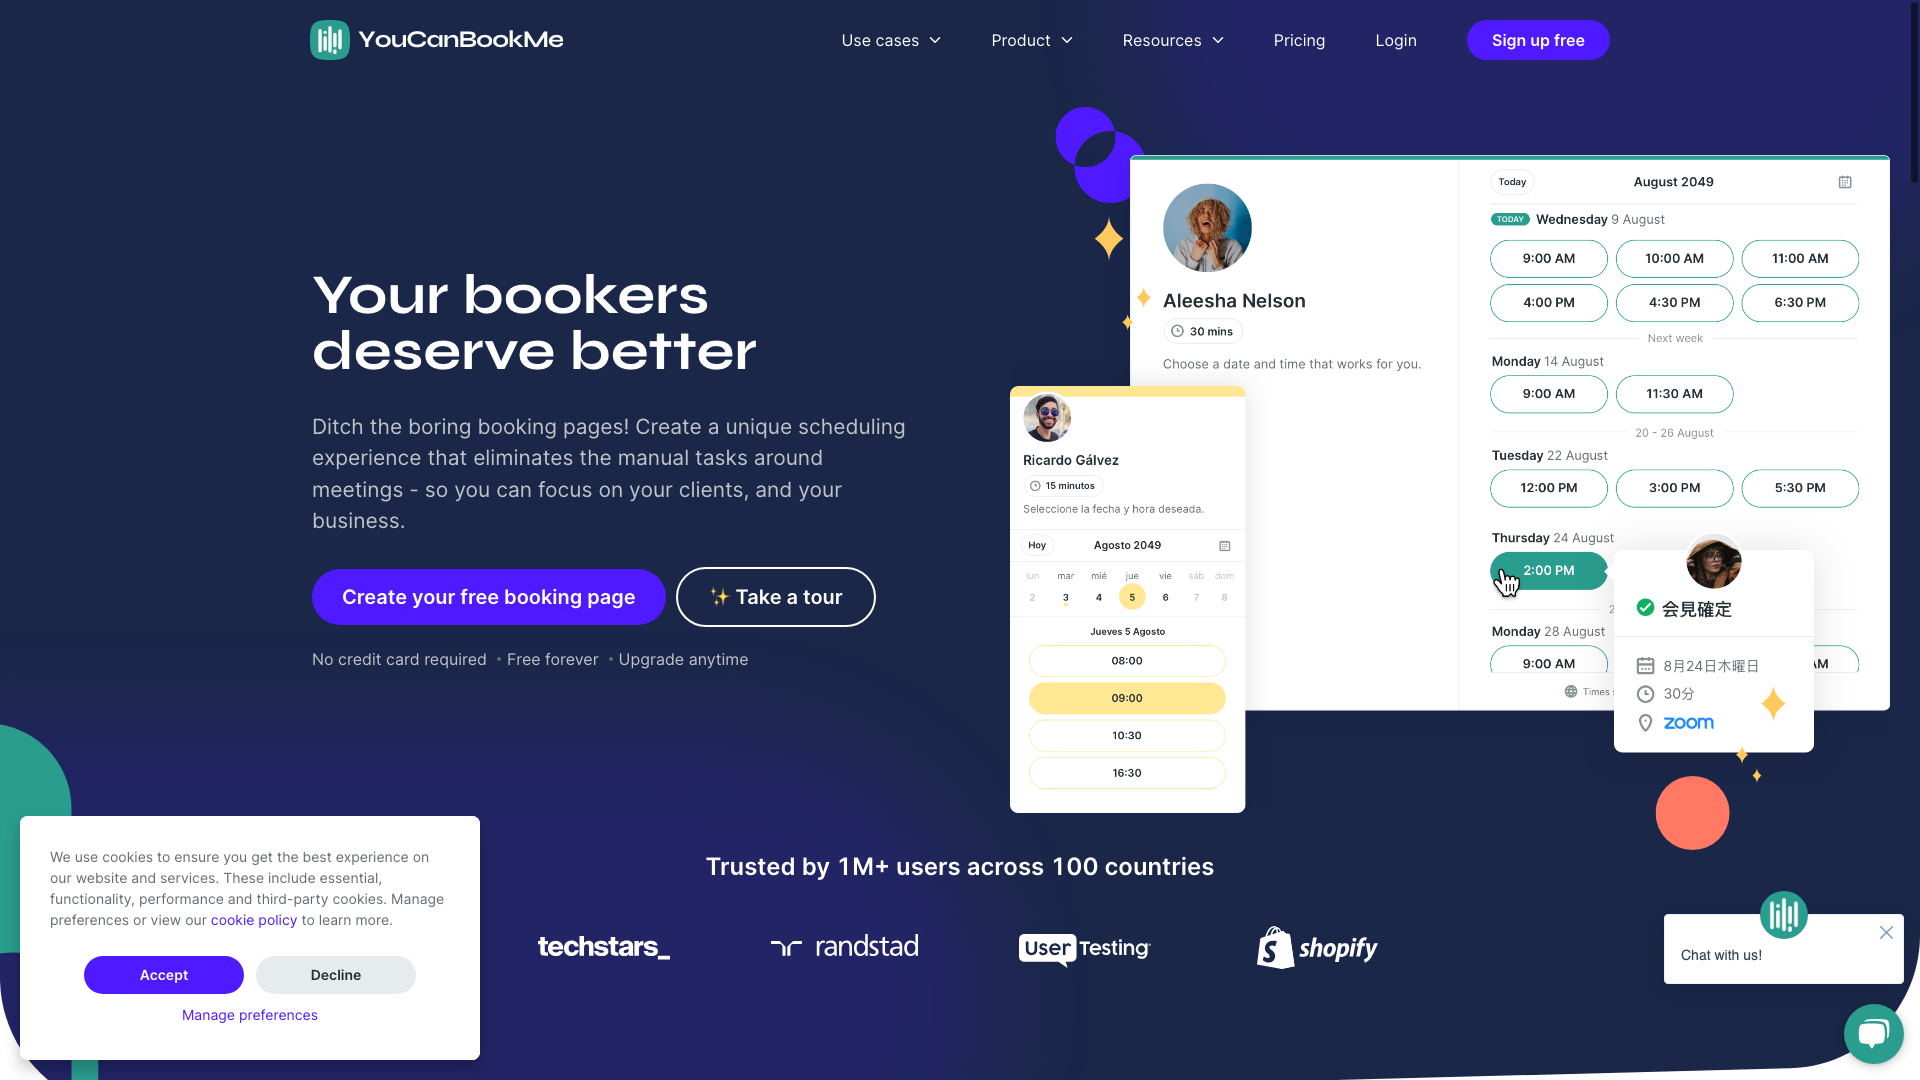 YouCanBookMe
Use cases
Product
Resources
Pricing
Login
Sign up free
Your bookers
deserve better
Ditch the boring booking pages! Create a unique scheduling
experience that eliminates the manual tasks around
meetings - so you can focus on your clients, and your
business.
Create your free booking page
✨ Take a tour
No credit card required • Free forever • Upgrade anytime
Aleesha Nelson
30 mins
Choose a date and time that works for you.
Today
August 2049
TODAY Wednesday 9 August
9:00 AM 10:00 AM 11:00 AM
4:00 PM 4:30 PM 6:30 PM
Next week
Monday 14 August
9:00 AM 11:30 AM
20 - 26 August
Tuesday 22 August
12:00 PM 3:00 PM 5:30 PM
Thursday 24 August
2:00 PM
2
Monday 28 August
9:00 AM AM
Times
Ricardo Gálvez
15 minutos
Seleccione la fecha y hora deseada.
Hoy
Agosto 2049
lun mar mié jue vie sáb dom
2 3 4 5 6 7 8
Jueves 5 Agosto
08:00
09:00
10:30
16:30
会見確定
8月24日木曜日
30分
zoom
Trusted by 1M+ users across 100 countries
techstars_
randstad
UserTesting
shopify
We use cookies to ensure you get the best experience on
our website and services. These include essential,
functionality, performance and third-party cookies. Manage
preferences or view our cookie policy to learn more.
Accept
Decline
Manage preferences
Chat with us!